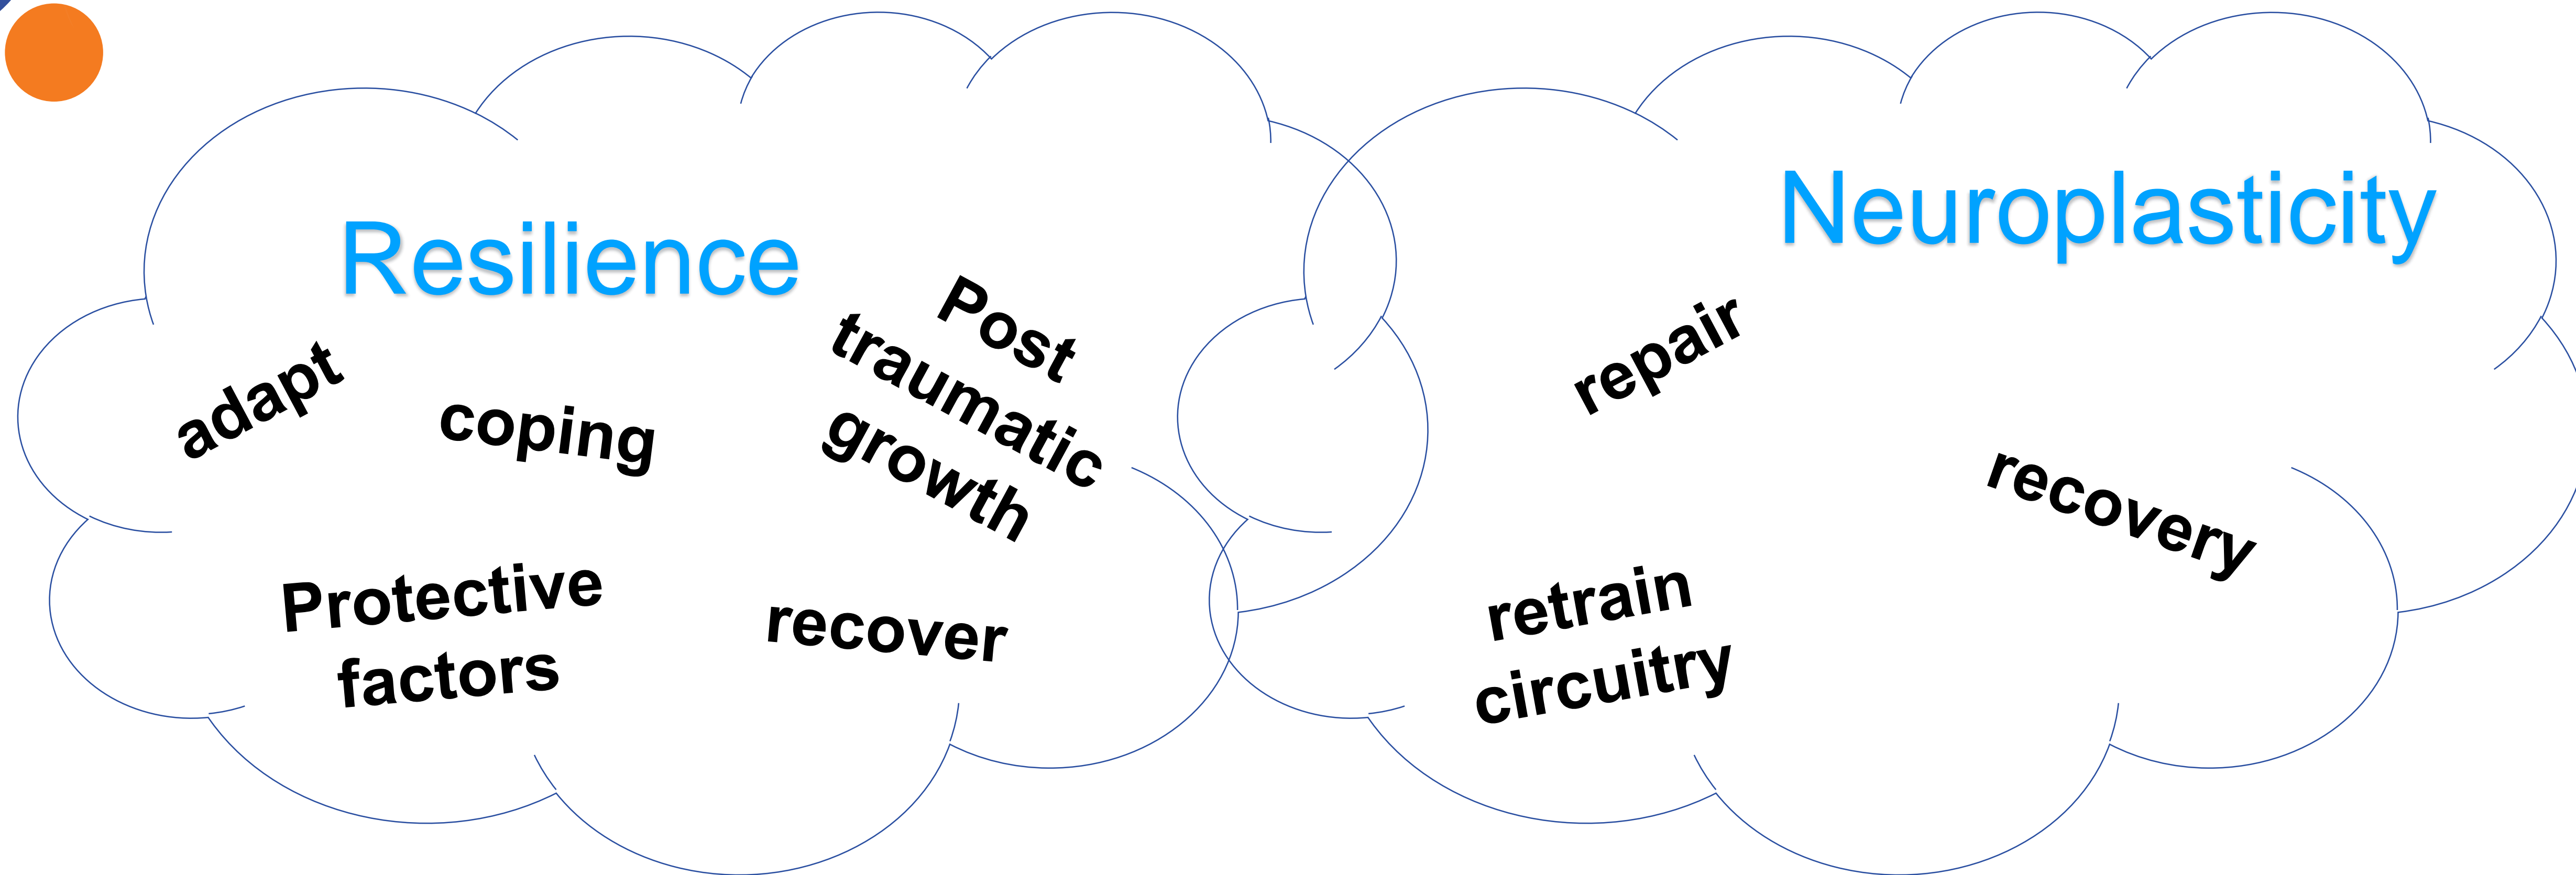 Resilience
adapt
coping
Post
traumatic
growth
Protective
factors
recover
Neuroplasticity
repair
recovery
retrain
circuitry